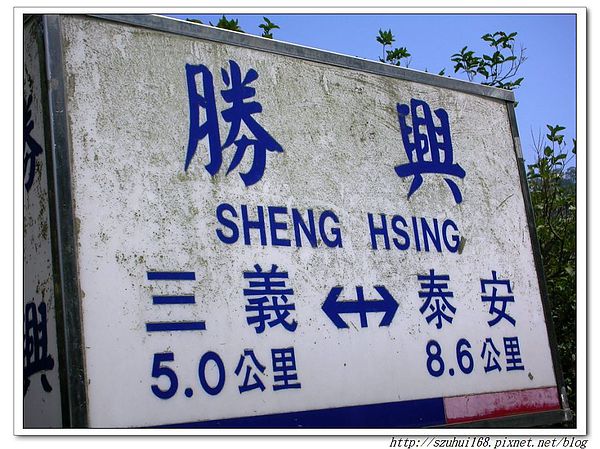 勝興
SHENG HSING
三義 ↔ 泰安
5.0公里 8.6公里
興
http://szuhui168.pixnet.net/blog